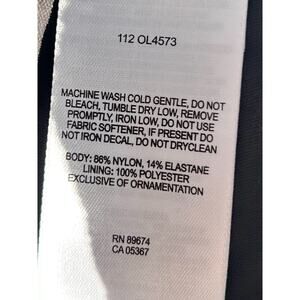 112 OL4573
MACHINE WASH COLD GENTLE, DO NOT
BLEACH, TUMBLE DRY LOW, REMOVE
PROMPTLY, IRON LOW, DO NOT USE
FABRIC SOFTENER, IF PRESENT DO
NOT IRON DECAL, DO NOT DRYCLEAN
BODY: 86% NYLON, 14% ELASTANE
LINING: 100% POLYESTER
EXCLUSIVE OF ORNAMENTATION
RN 89674
CA 05367